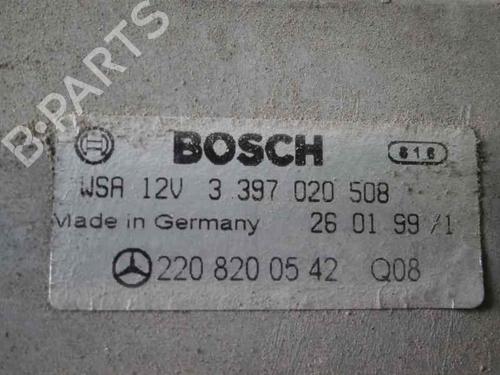 B-PARTS
BOSCH 616
WSA 12V 3 397 020 508
Made in Germany 26 01 99 /1
220 820 05 42 Q08